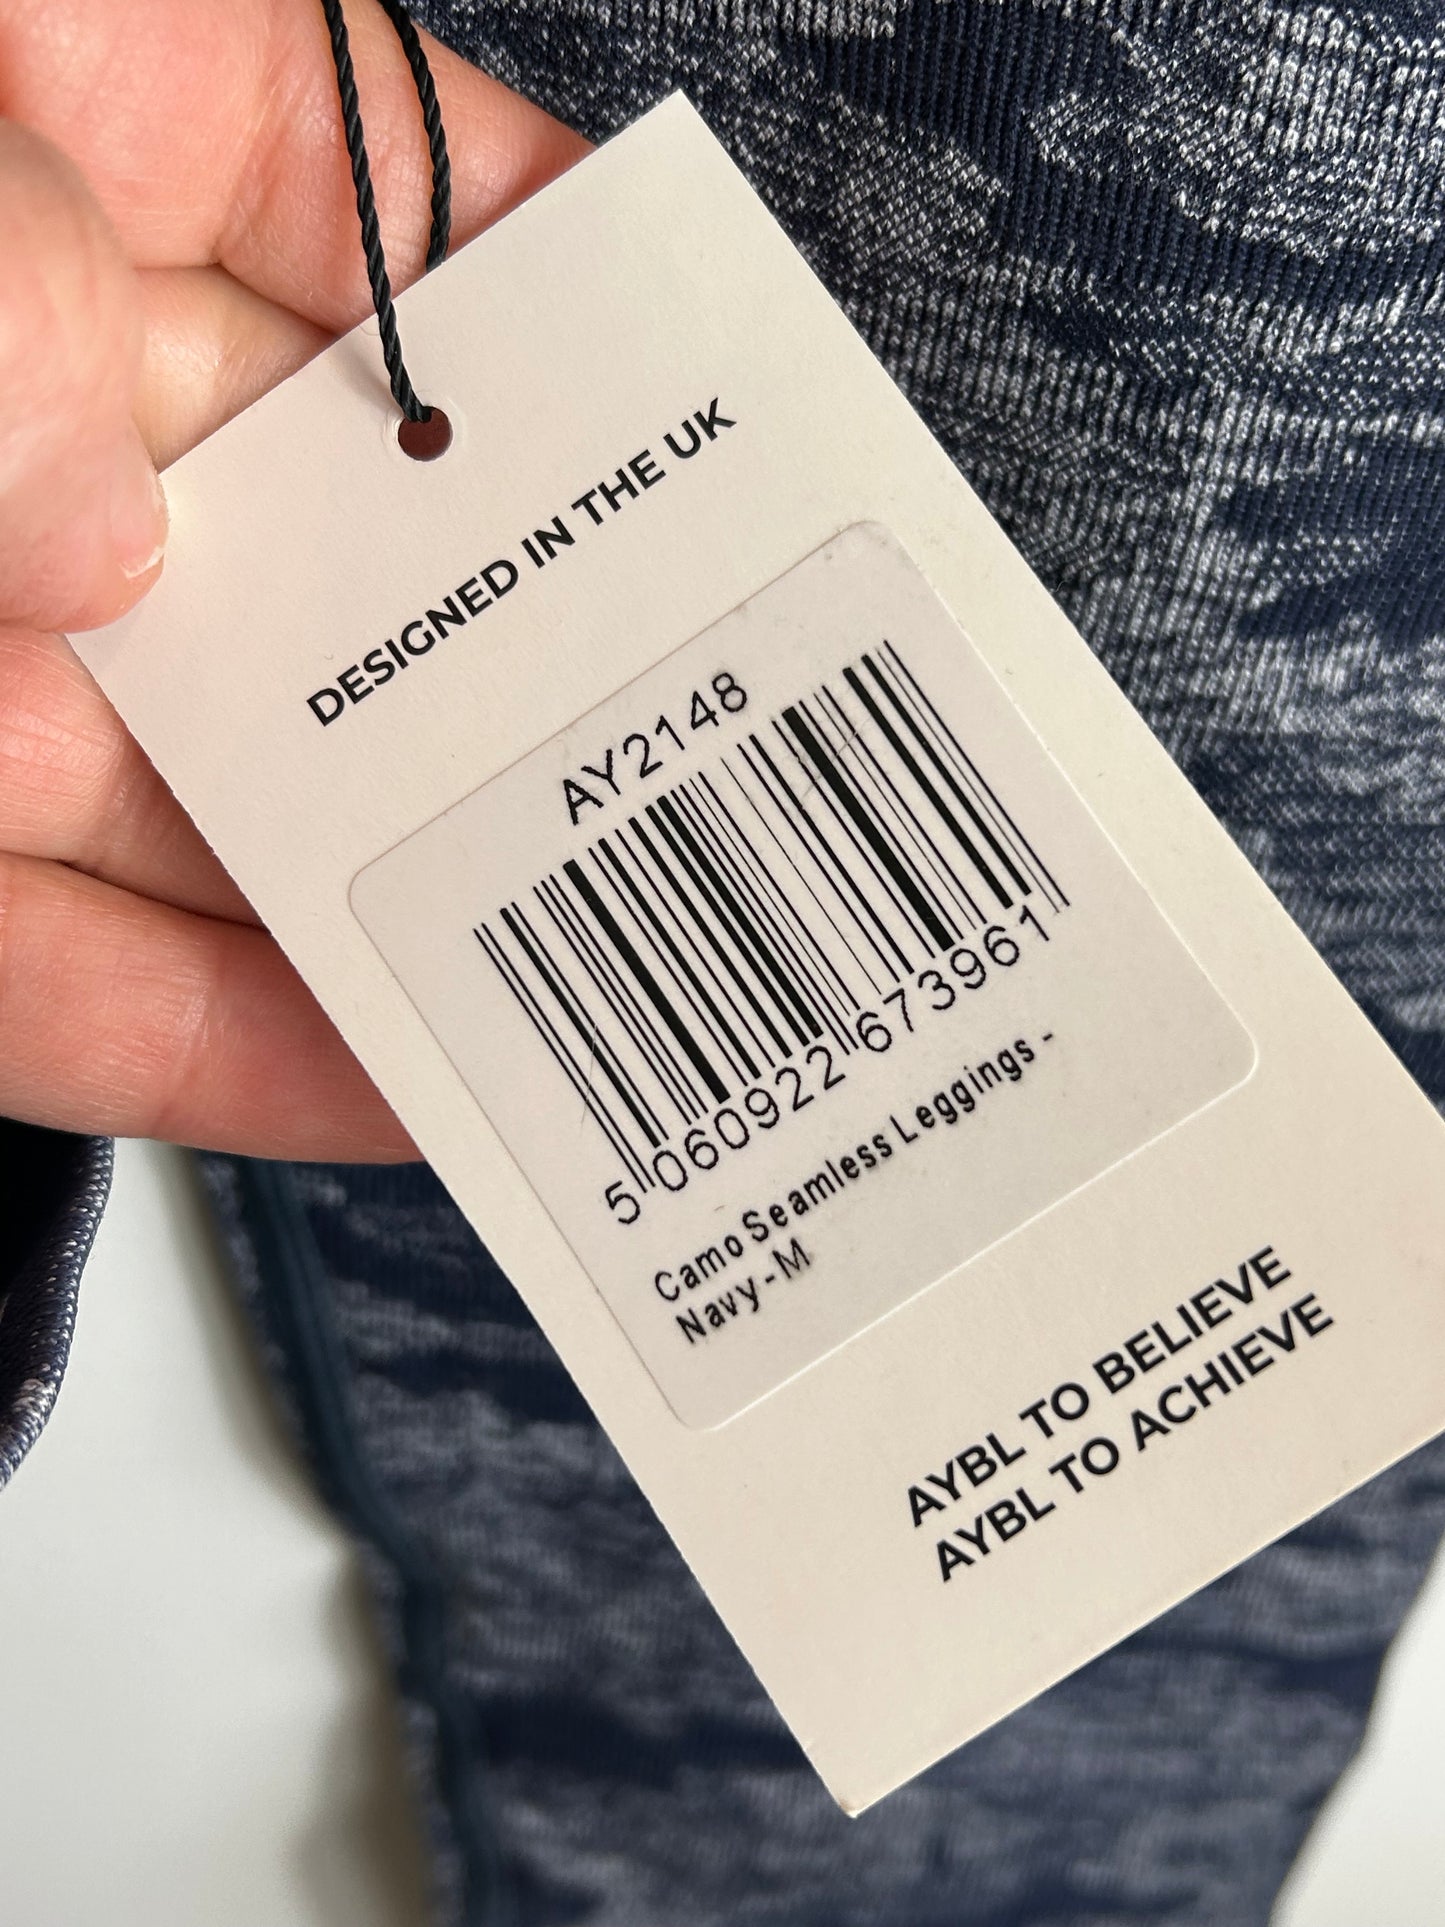 DESIGNED IN THE UK
AY2148
5 060922 673961
Camo Seamless Leggings -
Navy - M
AYBL TO BELIEVE
AYBL TO ACHIEVE